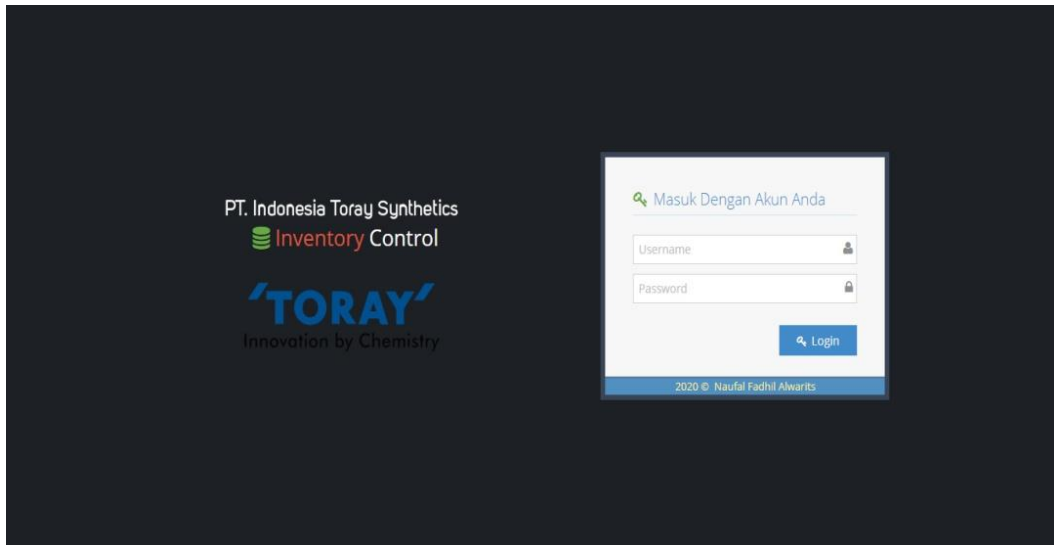 PT. Indonesia Toray Synthetics
Inventory Control
'TORAY'
Innovation by Chemistry
Masuk Dengan Akun Anda
Username
Password
Login
2020 © Naufal Fadhil Alwarits